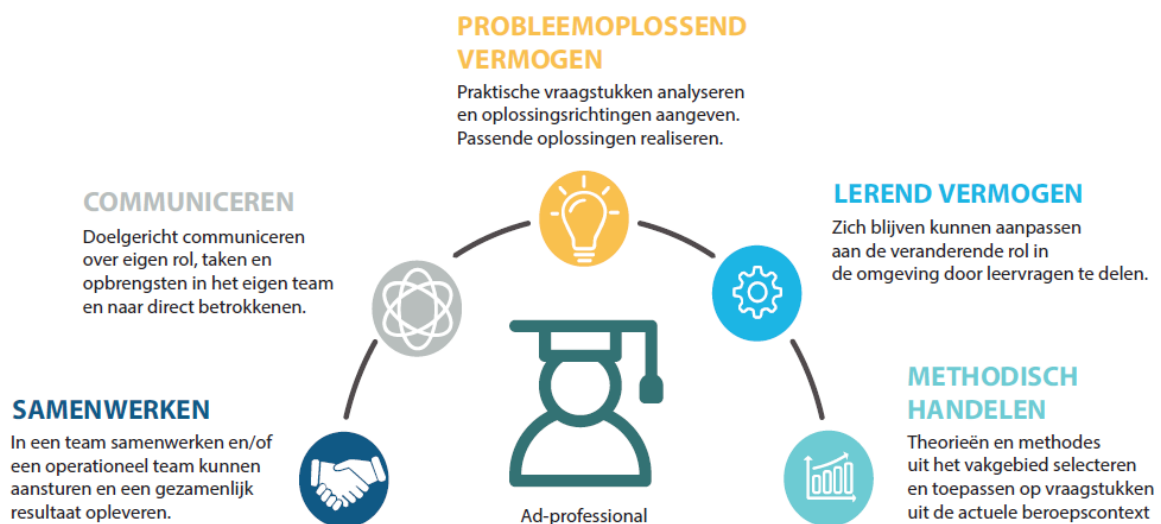 PROBLEEMOPLOSSEND
VERMOGEN
Praktische vraagstukken analyseren
en oplossingsrichtingen aangeven.
Passende oplossingen realiseren.
COMMUNICEREN
Doelgericht communiceren
over eigen rol, taken en
opbrengsten in het eigen team
en naar direct betrokkenen.
LEREND VERMOGEN
Zich blijven kunnen aanpassen
aan de veranderende rol in
de omgeving door leervragen te delen.
SAMENWERKEN
In een team samenwerken en/of
een operationeel team kunnen
aansturen en een gezamenlijk
resultaat opleveren.
METHODISCH
HANDELEN
Theorieën en methodes
uit het vakgebied selecteren
en toepassen op vraagstukken
uit de actuele beroepscontext
Ad-professional